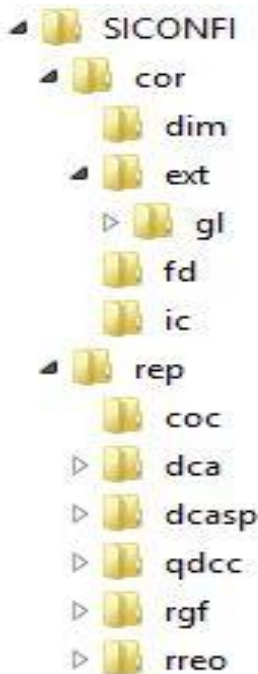 SICONFI
cor
dim
ext
gl
fd
ic
rep
coc
dca
dcasp
qdcc
rgf
rreo